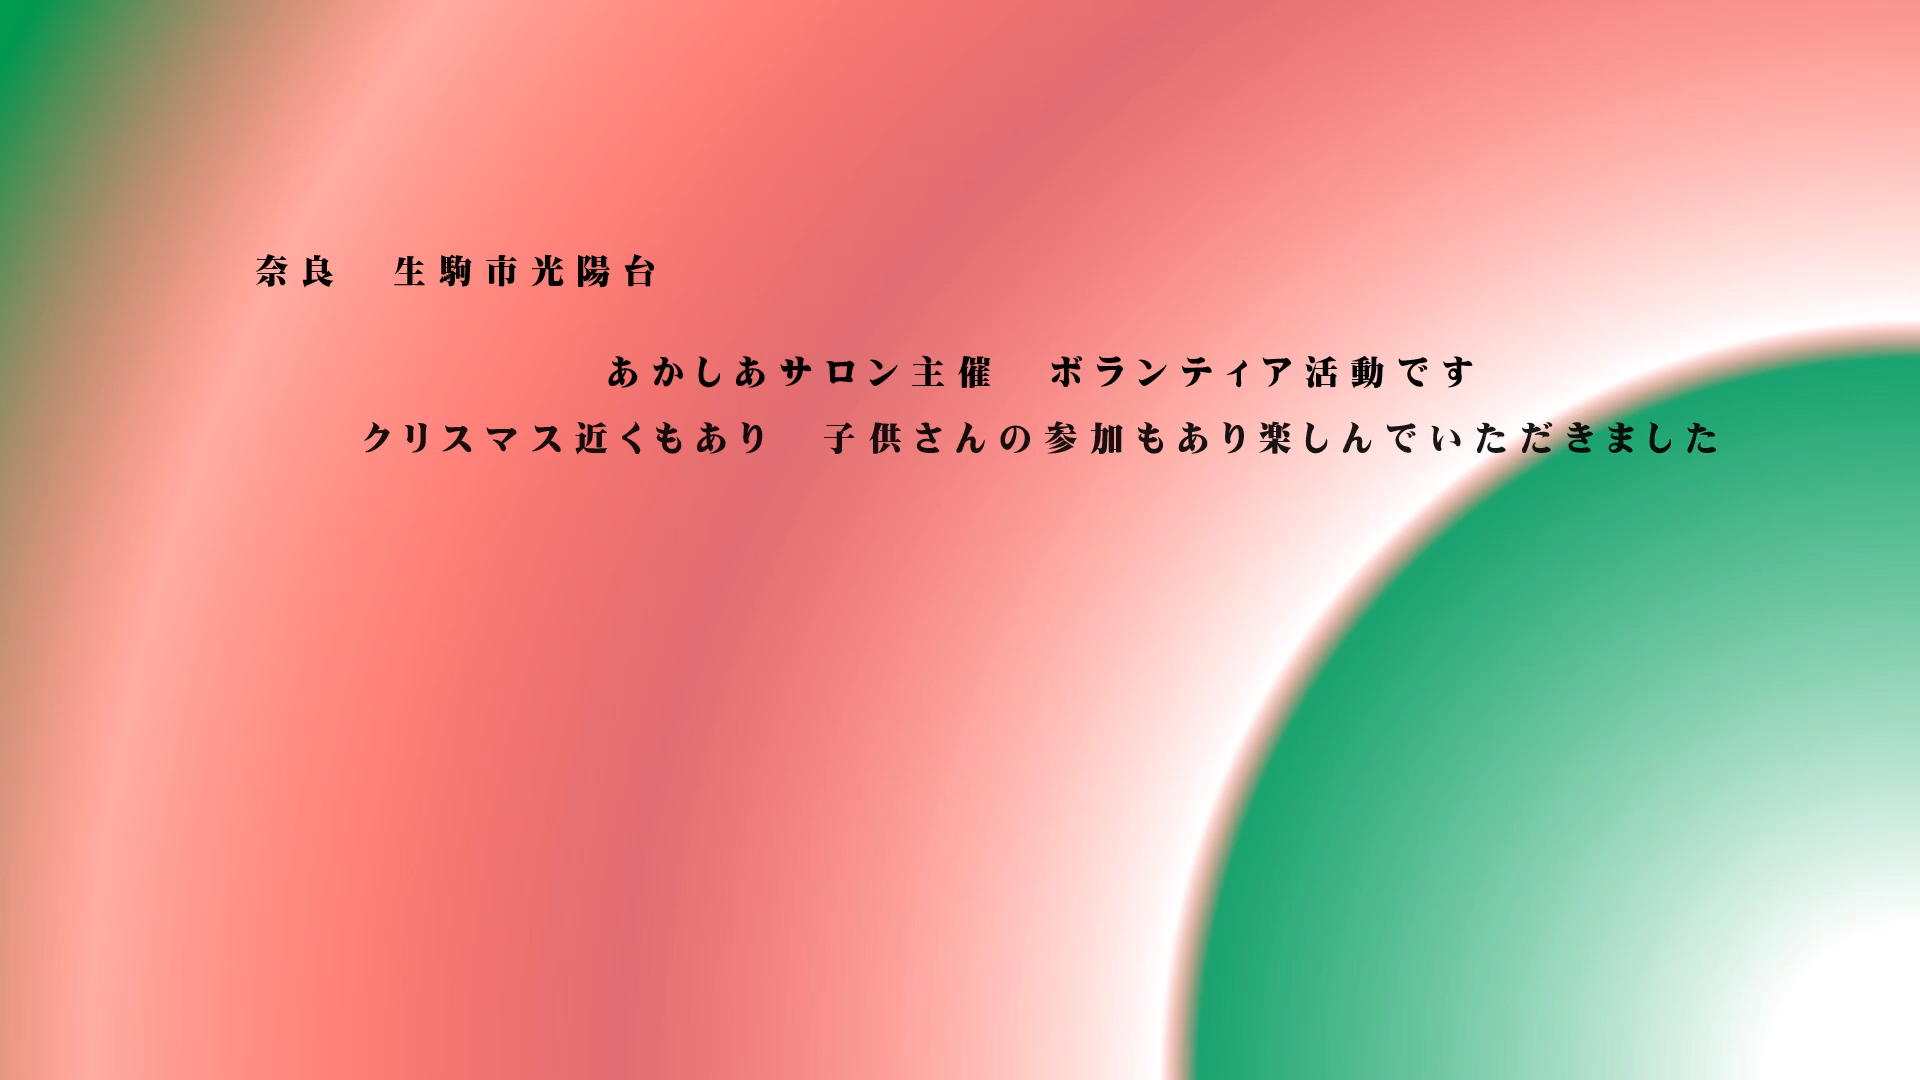 奈良　生駒市光陽台
あかしあサロン主催　ボランティア活動です
クリスマス近くもあり　子供さんの参加もあり楽しんでいただきました